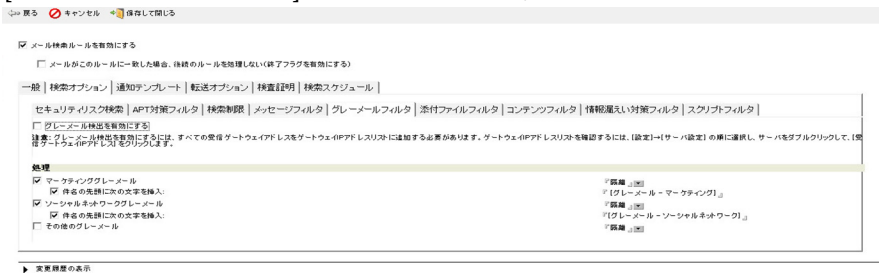 戻る キャンセル 保存して閉じる
メール検索ルールを有効にする
メールがこのルールに一致した場合、後続のルールを処理しない(終了フラグを有効にする)
一般 | 検索オプション | 通知テンプレート | 転送オプション | 検査証明 | 検索スケジュール |
セキュリティリスク検索 | APT対策フィルタ | 検索制限 | メッセージフィルタ | グレーメールフィルタ | 添付ファイルフィルタ | コンテンツフィルタ | 情報漏えい対策フィルタ | スクリプトフィルタ |
グレーメール検出を有効にする
注意: グレーメール検出を有効にするには、すべての受信ゲートウェイアドレスをゲートウェイIPアドレスリストに追加する必要があります。ゲートウェイIPアドレスリストを確認するには、[設定]→[サーバ設定] の順に選択し、サーバをダブルクリックして、[受
信ゲートウェイIPアドレス] をクリックします。
処理
マーケティンググレーメール 『隔離 』
件名の先頭に次の文字を挿入: 『[グレーメール - マーケティング] 』
ソーシャルネットワークグレーメール 『隔離 』
件名の先頭に次の文字を挿入: 『[グレーメール - ソーシャルネットワーク] 』
その他のグレーメール 『隔離 』
変更履歴の表示